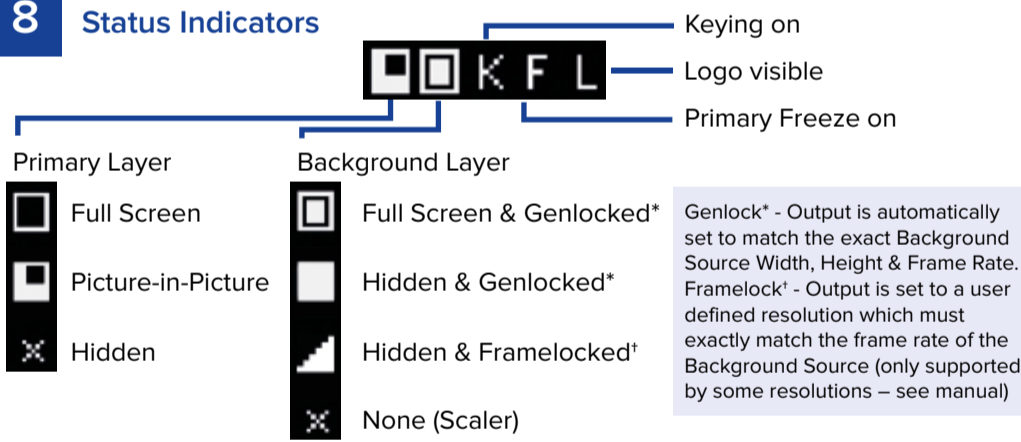 8 Status Indicators
K F L
Keying on
Logo visible
Primary Freeze on
Primary Layer
Full Screen
Picture-in-Picture
Hidden
Background Layer
Full Screen & Genlocked*
Hidden & Genlocked*
Hidden & Framelocked†
None (Scaler)
Genlock* - Output is automatically
set to match the exact Background
Source Width, Height & Frame Rate.
Framelock† - Output is set to a user
defined resolution which must
exactly match the frame rate of the
Background Source (only supported
by some resolutions – see manual)